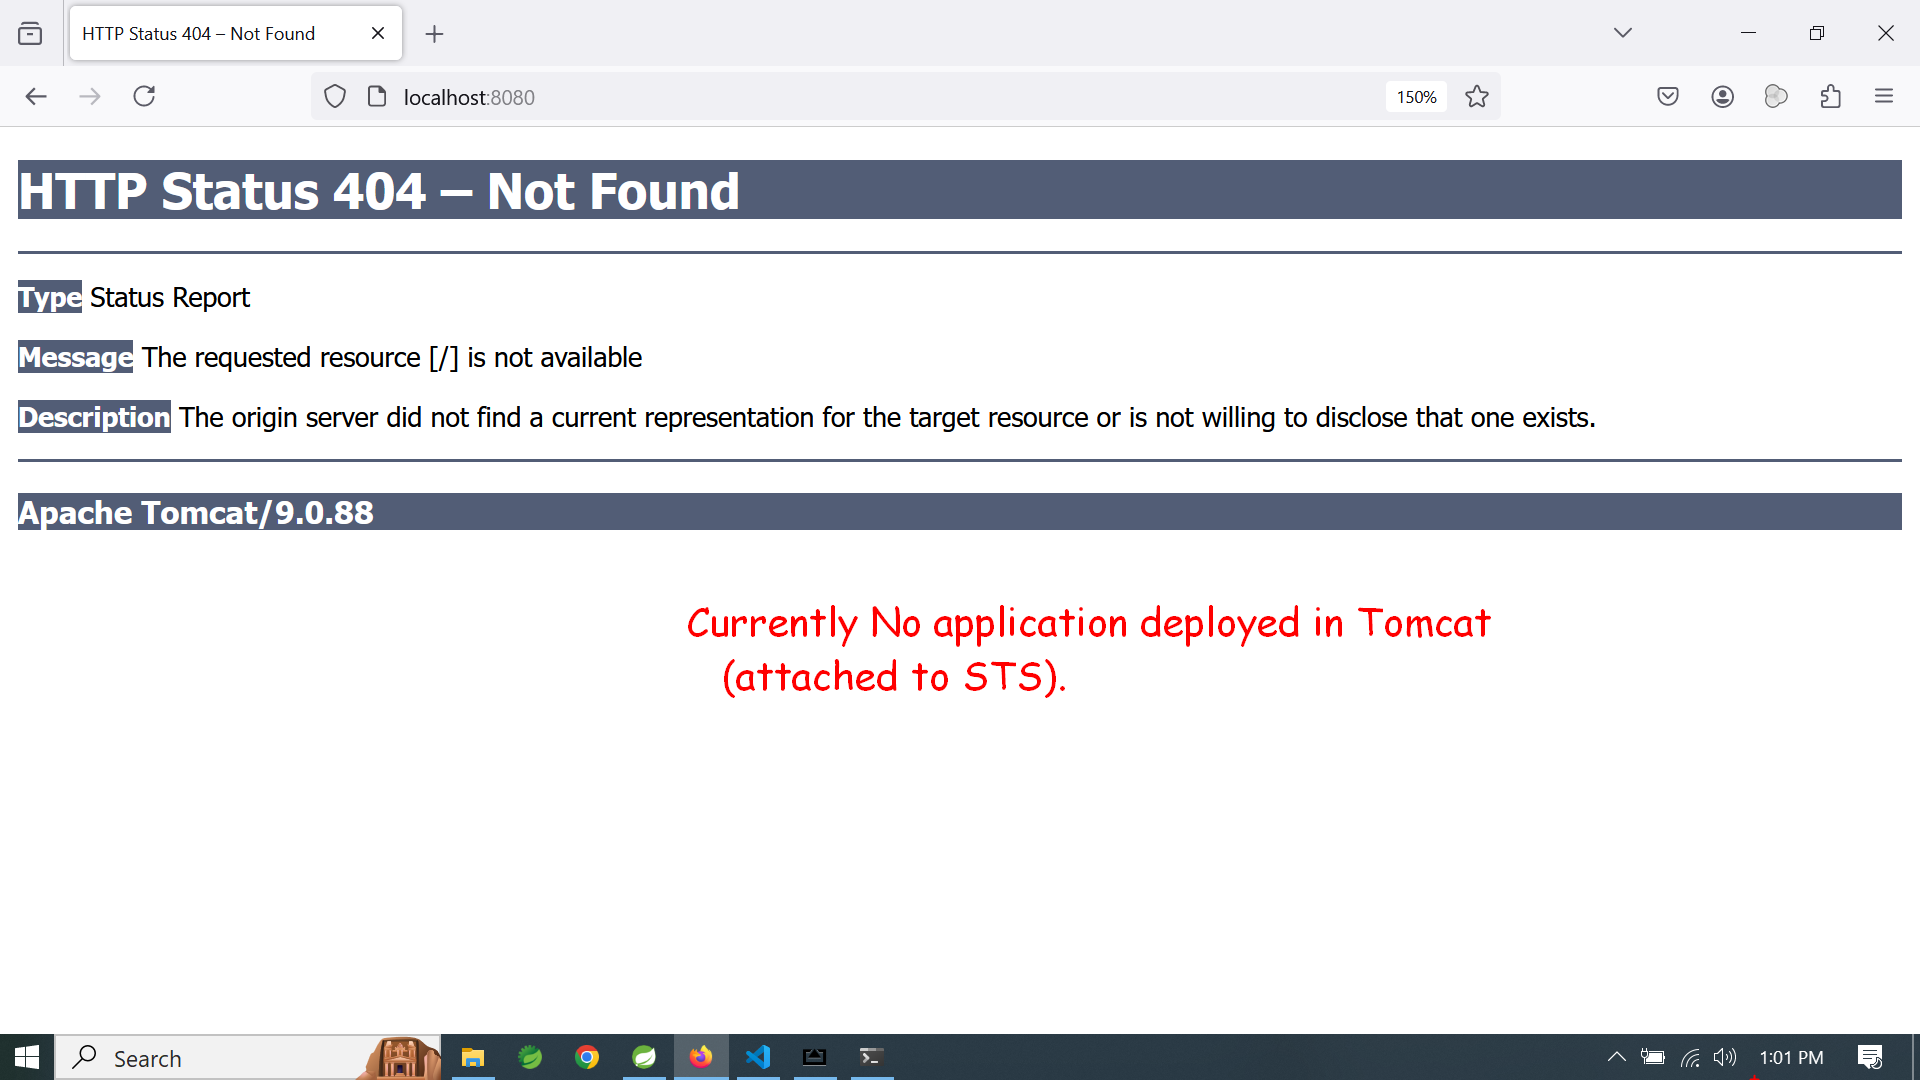 HTTP Status 404 – Not Found
localhost:8080
150%
HTTP Status 404 – Not Found
Type Status Report
Message The requested resource [/] is not available
Description The origin server did not find a current representation for the target resource or is not willing to disclose that one exists.
Apache Tomcat/9.0.88
Currently No application deployed in Tomcat
(attached to STS).
Search
1:01 PM